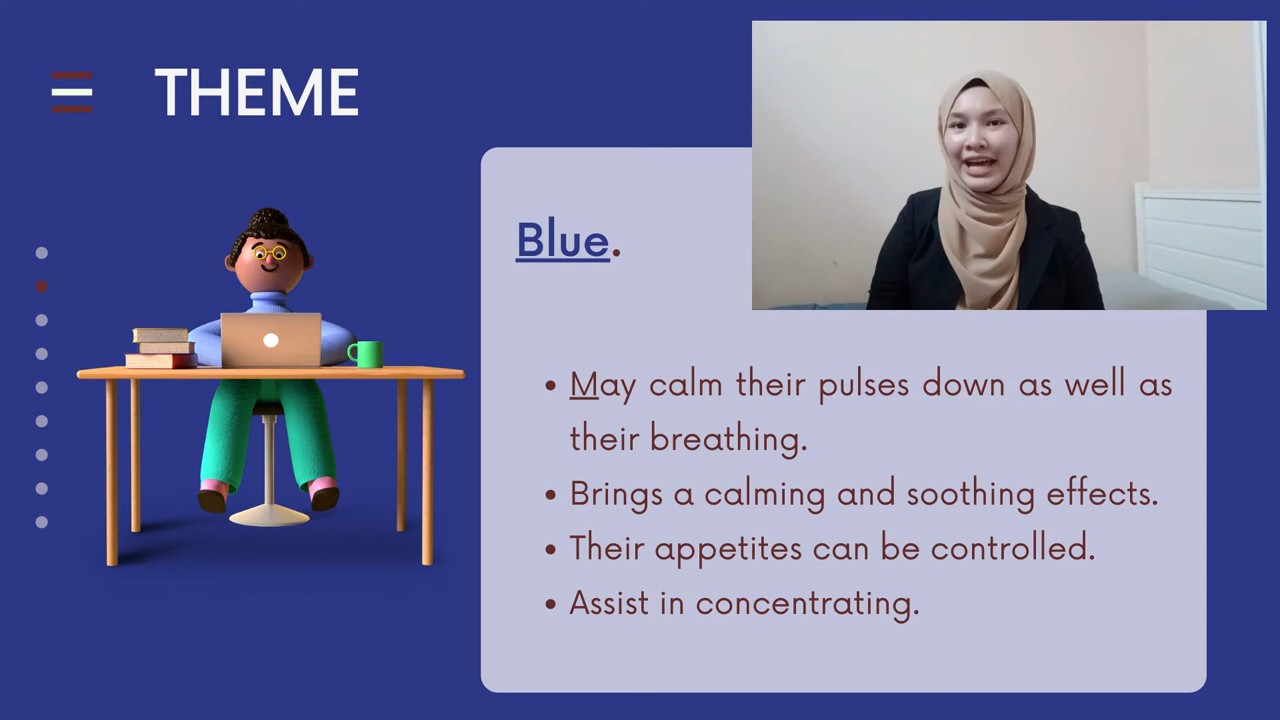 THEME
Blue.
May calm their pulses down as well as
their breathing.
Brings a calming and soothing effects.
Their appetites can be controlled.
Assist in concentrating.